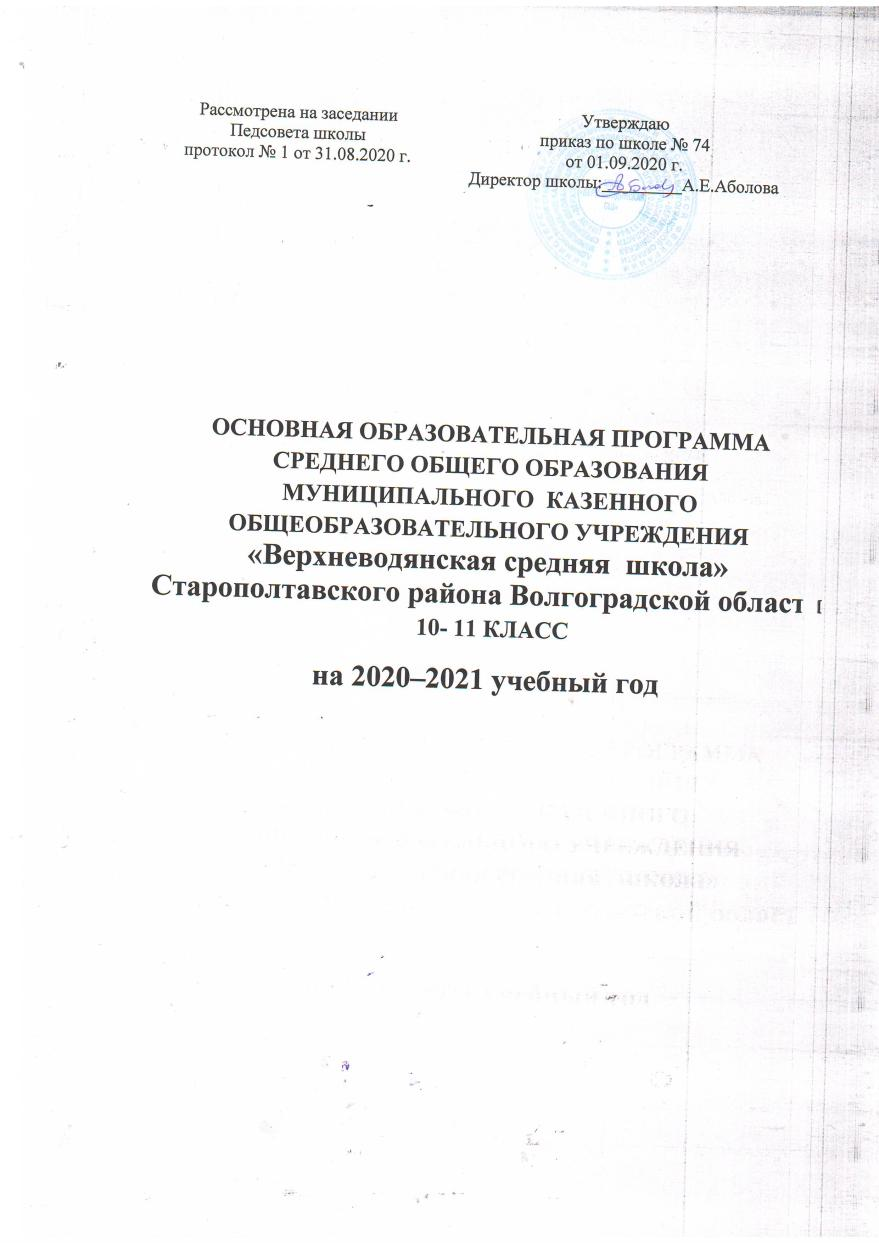 Рассмотрена на заседании
Педсовета школы
протокол № 1 от 31.08.2020 г.
Утверждаю
приказ по школе № 74
от 01.09.2020 г.
Директор школы:_________А.Е.Аболова
ОСНОВНАЯ ОБРАЗОВАТЕЛЬНАЯ ПРОГРАММА
СРЕДНЕГО ОБЩЕГО ОБРАЗОВАНИЯ
МУНИЦИПАЛЬНОГО КАЗЕННОГО
ОБЩЕОБРАЗОВАТЕЛЬНОГО УЧРЕЖДЕНИЯ
«Верхневодянская средняя школа»
Старополтавского района Волгоградской област
10- 11 КЛАСС
на 2020–2021 учебный год